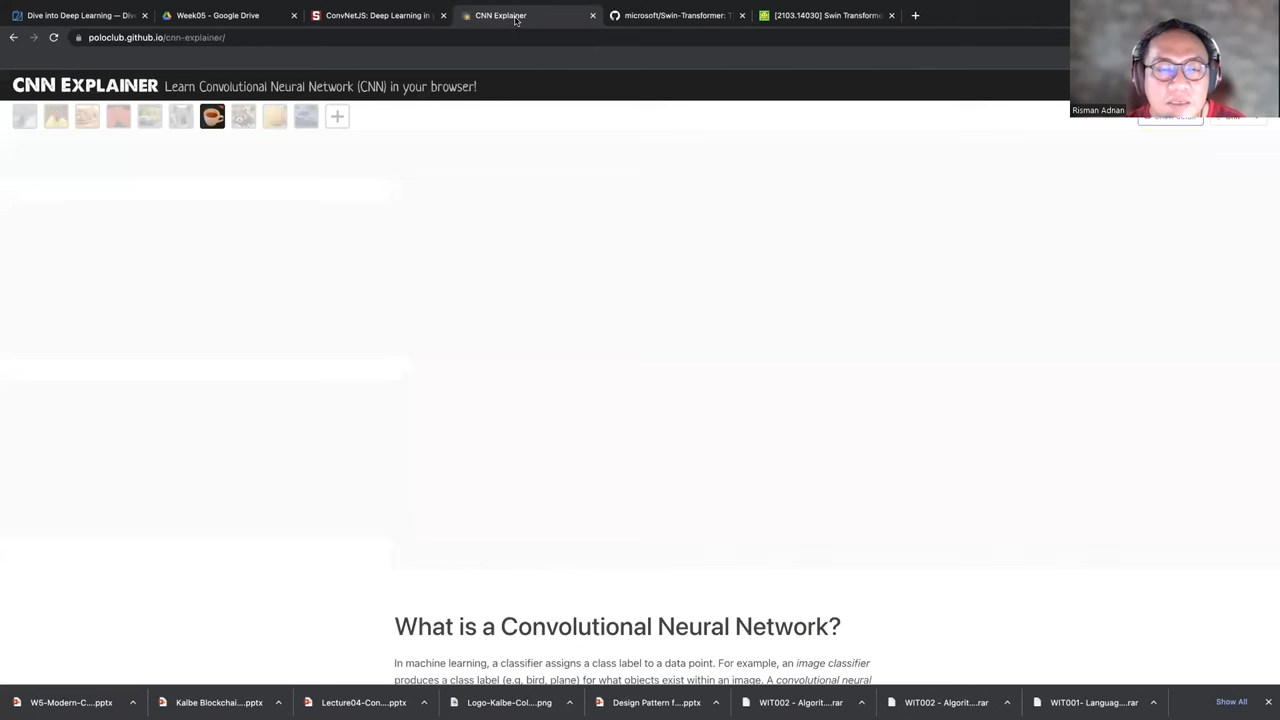 Dive into Deep Learning — Dive
Week05 - Google Drive
ConvNetJS: Deep Learning in
CNN Explainer
microsoft/Swin-Transformer: T
[2103.14030] Swin Transforme
poloclub.github.io/cnn-explainer/
CNN EXPLAINER Learn Convolutional Neural Network (CNN) in your browser!
Risman Adnan
What is a Convolutional Neural Network?
In machine learning, a classifier assigns a class label to a data point. For example, an image classifier
produces a class label (e.g, bird, plane) for what objects exist within an image. A convolutional neural
W5-Modern-C....pptx
Kalbe Blockchai....pptx
Lecture04-Con....pptx
Logo-Kalbe-Col....png
Design Pattern f....pptx
WIT002 - Algorit....rar
WIT002 - Algorit....rar
WIT001- Languag....rar
Show All